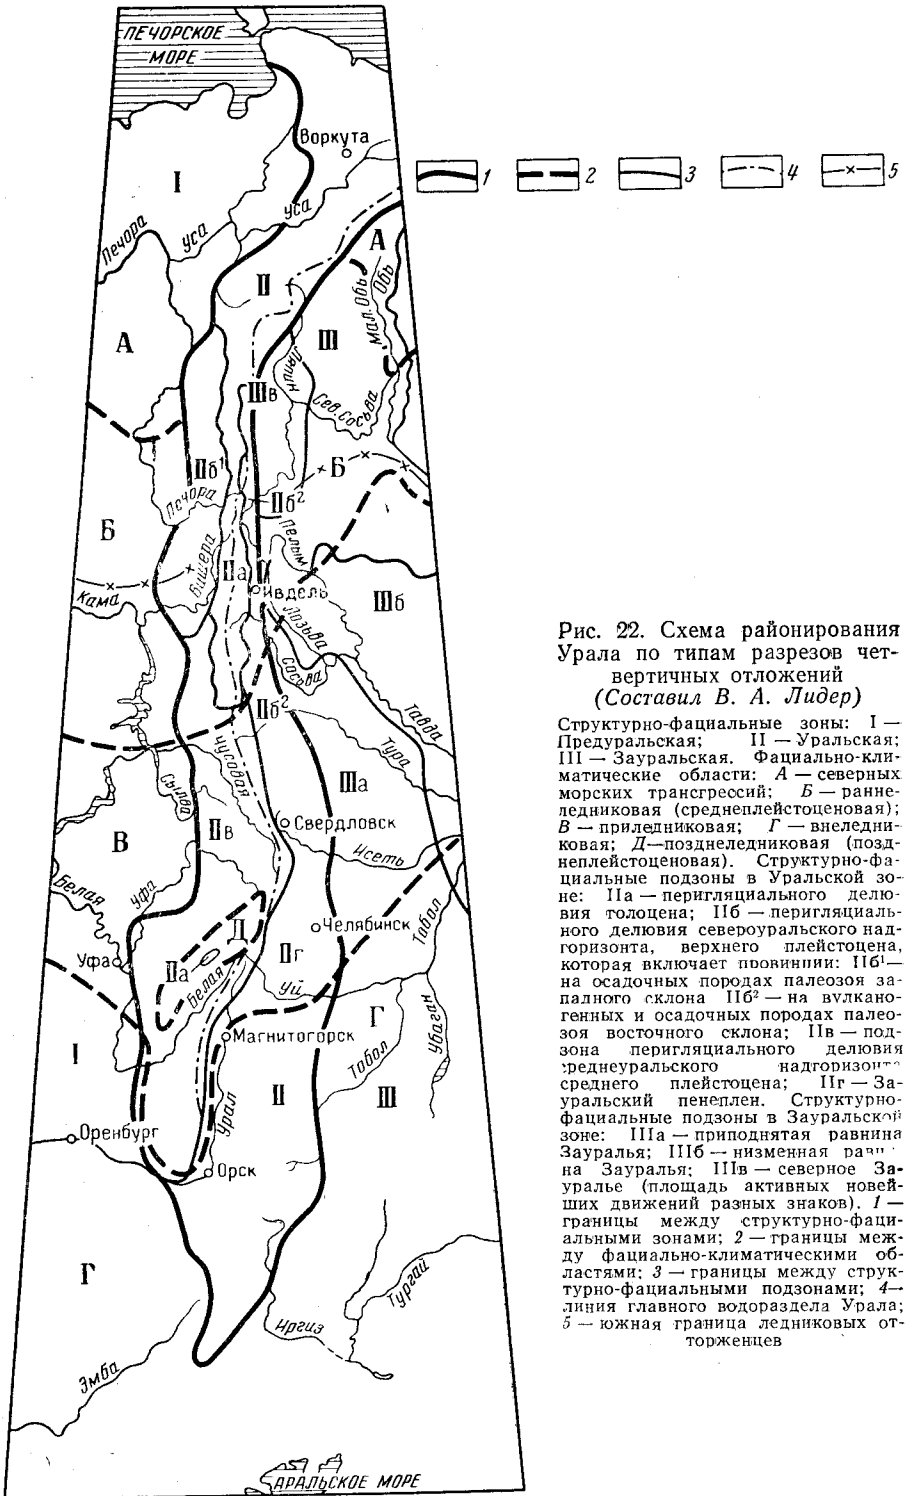 ПЕЧОРСКОЕ
МОРЕ
Воркута
I
1
2
3
4
5
Уса
Печора
Уса
А
Мал. Обь
Обь
II
А
III
Ляпин
IIIв
Сев. Сосьва
IIб¹
Б
Печора
IIб²
Б
Пелым
Вишера
IIа
Ивдель
Кама
IIIб
Лозьва
Сосьва
IIб²
Тавда
Чусовая
Тура
Сылва
IIIа
IIв
Свердловск
В
Исеть
Белая
Уфа
Тобол
Д
Челябинск
Уфа
IIа
IIг
Белая
Уй
Г
Убаган
Магнитогорск
I
Тобол
II
III
Урал
Оренбург
Орск
Г
Тургай
Иргиз
Эмба
АРАЛЬСКОЕ МОРЕ
Рис. 22. Схема районирования
Урала по типам разрезов чет-
вертичных отложений
(Составил В. А. Лидер)
Структурно-фациальные зоны: I —
Предуральская; II — Уральская;
III — Зауральская. Фациально-кли-
матические области: А — северных
морских трансгрессий; Б — ранне-
ледниковая (среднеплейстоценовая);
В — приледниковая; Г — внеледни-
ковая; Д — позднеледниковая (позд-
неплейстоценовая). Структурно-фа-
циальные подзоны в Уральской зо-
не: IIа — перигляциального делю-
вия голоцена; IIб — перигляциаль-
ного делювия североуральского над-
горизонта, верхнего плейстоцена,
которая включает провинции: IIб¹ —
на осадочных породах палеозоя за-
падного склона IIб² — на вулкано-
генных и осадочных породах палео-
зоя восточного склона; IIв — под-
зона перигляциального делювия
среднеуральского надгоризонта
среднего плейстоцена; IIг — За-
уральский пенеплен. Структурно-
фациальные подзоны в Зауральской
зоне: IIIа — приподнятая равнина
Зауралья; IIIб — низменная равни-
на Зауралья; IIIв — северное За-
уралье (площадь активных новей-
ших движений разных знаков). 1 —
границы между структурно-фаци-
альными зонами; 2 — границы меж-
ду фациально-климатическими об-
ластями; 3 — границы между струк-
турно-фациальными подзонами; 4 —
линия главного водораздела Урала;
5 — южная граница ледниковых от-
торженцев